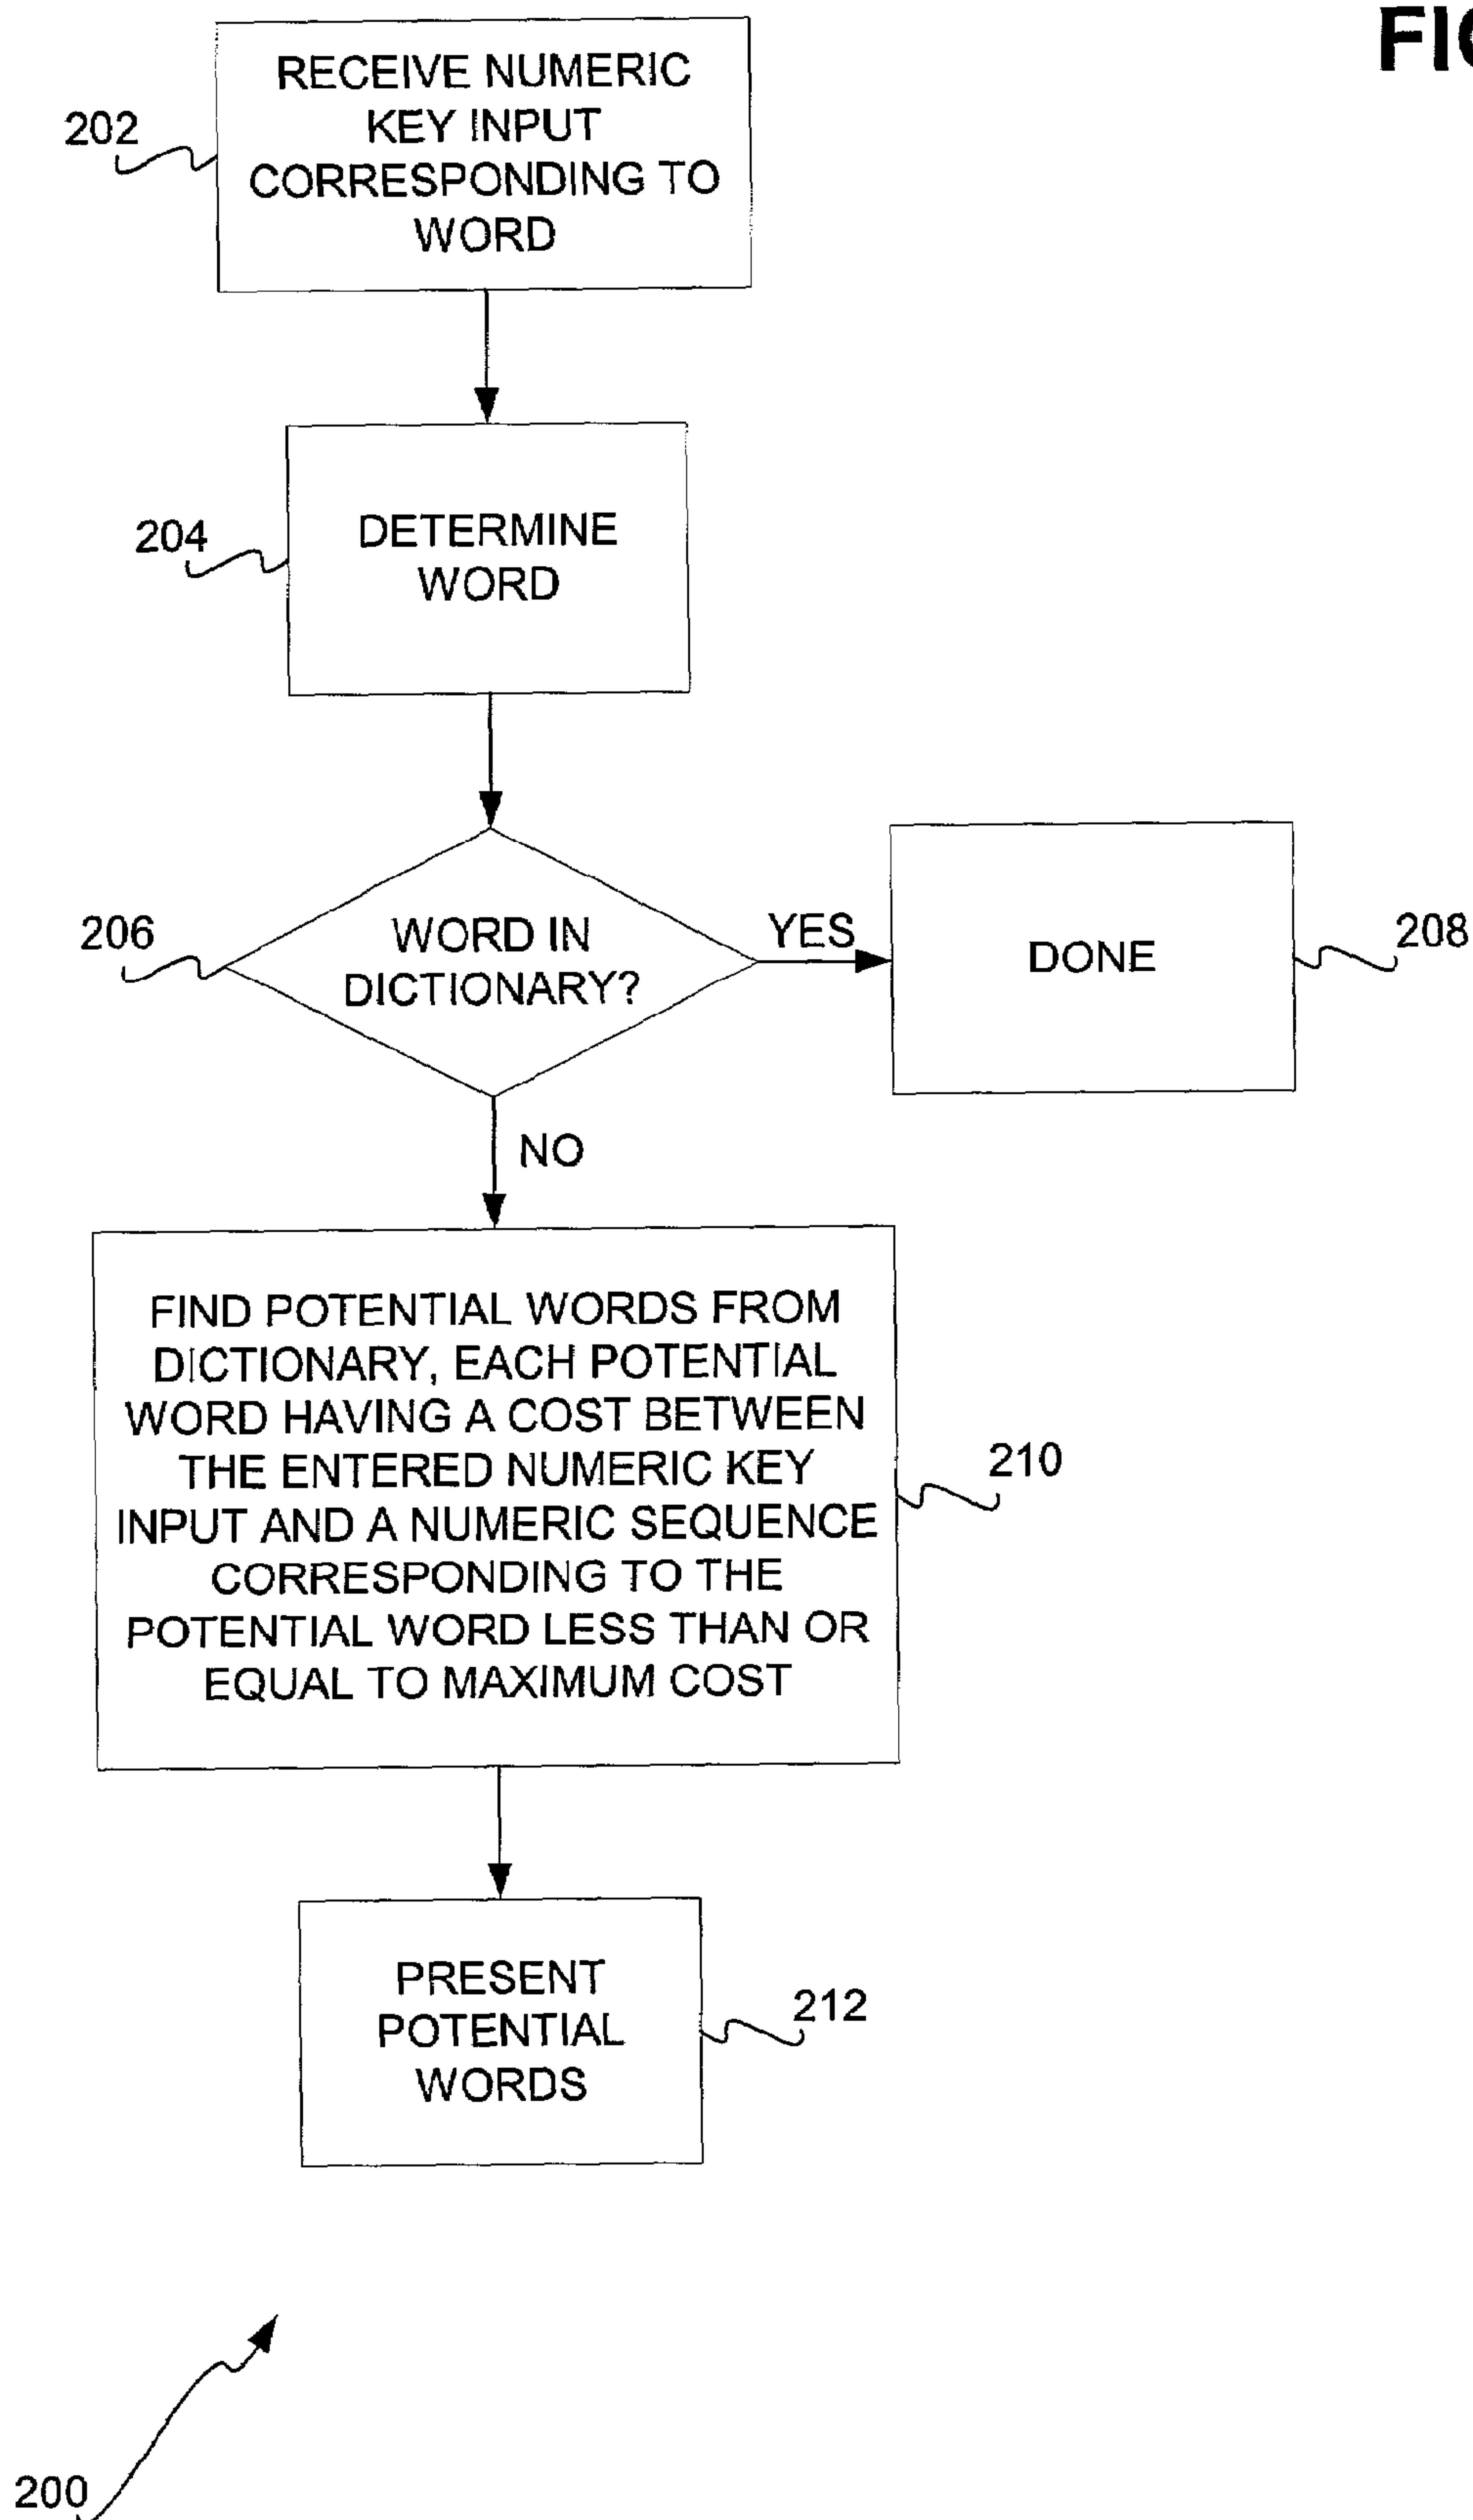 RECEIVE NUMERIC
KEY INPUT
CORRESPONDING TO
WORD
202
DETERMINE
WORD
204
WORD IN
DICTIONARY?
206
YES
DONE
208
NO
FIND POTENTIAL WORDS FROM
DICTIONARY, EACH POTENTIAL
WORD HAVING A COST BETWEEN
THE ENTERED NUMERIC KEY
INPUT AND A NUMERIC SEQUENCE
CORRESPONDING TO THE
POTENTIAL WORD LESS THAN OR
EQUAL TO MAXIMUM COST
210
PRESENT
POTENTIAL
WORDS
212
200